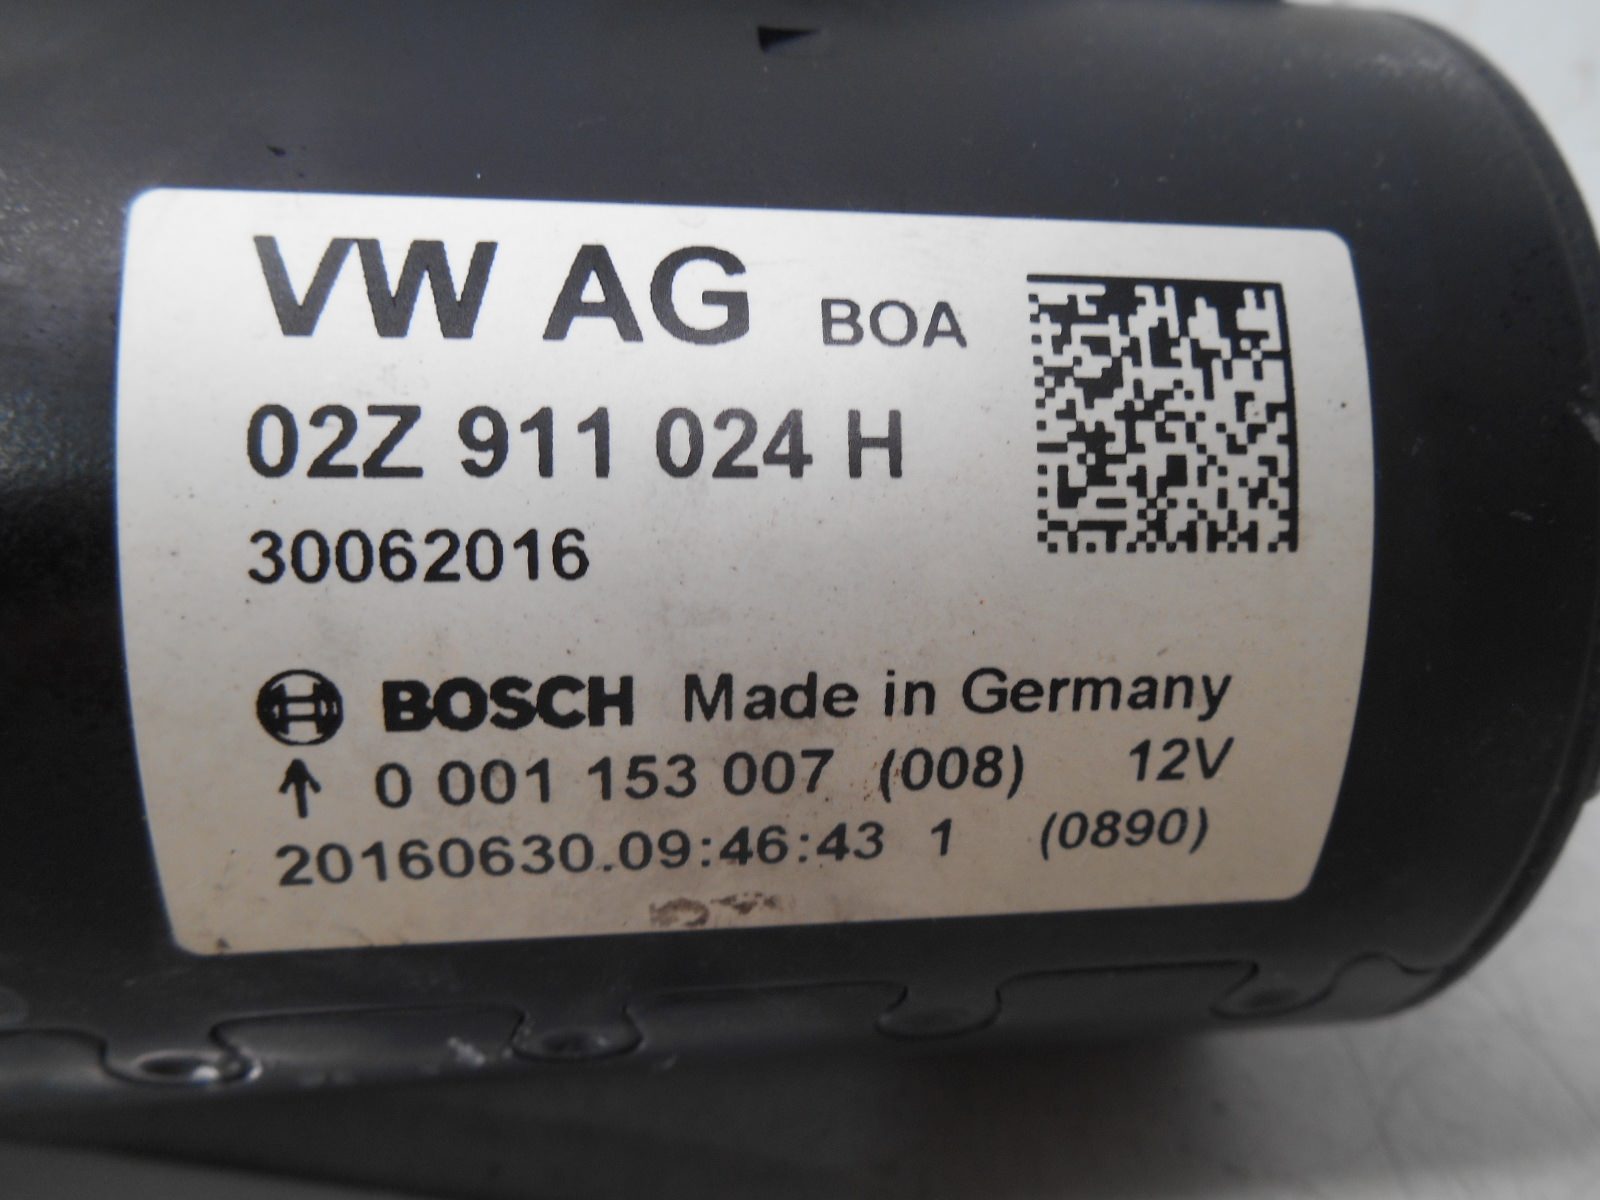 VW AG BOA
02Z 911 024 H
30062016
BOSCH Made in Germany
↑ 0 001 153 007 (008) 12V
20160630.09:46:43 1 (0890)